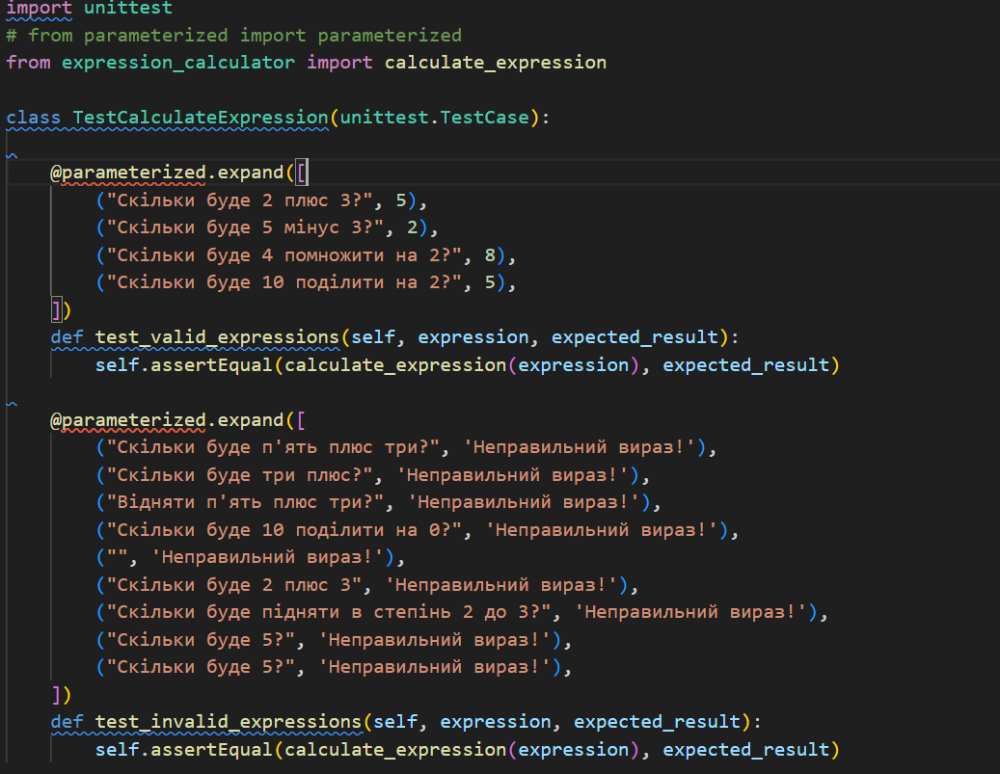 import unittest
# from parameterized import parameterized
from expression_calculator import calculate_expression
class TestCalculateExpression(unittest.TestCase):
@parameterized.expand([
("Скільки буде 2 плюс 3?", 5),
("Скільки буде 5 мінус 3?", 2),
("Скільки буде 4 помножити на 2?", 8),
("Скільки буде 10 поділити на 2?", 5),
])
def test_valid_expressions(self, expression, expected_result):
self.assertEqual(calculate_expression(expression), expected_result)
@parameterized.expand([
("Скільки буде п'ять плюс три?", 'Неправильний вираз!'),
("Скільки буде три плюс?", 'Неправильний вираз!'),
("Відняти п'ять плюс три?", 'Неправильний вираз!'),
("Скільки буде 10 поділити на 0?", 'Неправильний вираз!'),
("", 'Неправильний вираз!'),
("Скільки буде 2 плюс 3", 'Неправильний вираз!'),
("Скільки буде підняти в степінь 2 до 3?", 'Неправильний вираз!'),
("Скільки буде 5?", 'Неправильний вираз!'),
("Скільки буде 5?", 'Неправильний вираз!'),
])
def test_invalid_expressions(self, expression, expected_result):
self.assertEqual(calculate_expression(expression), expected_result)